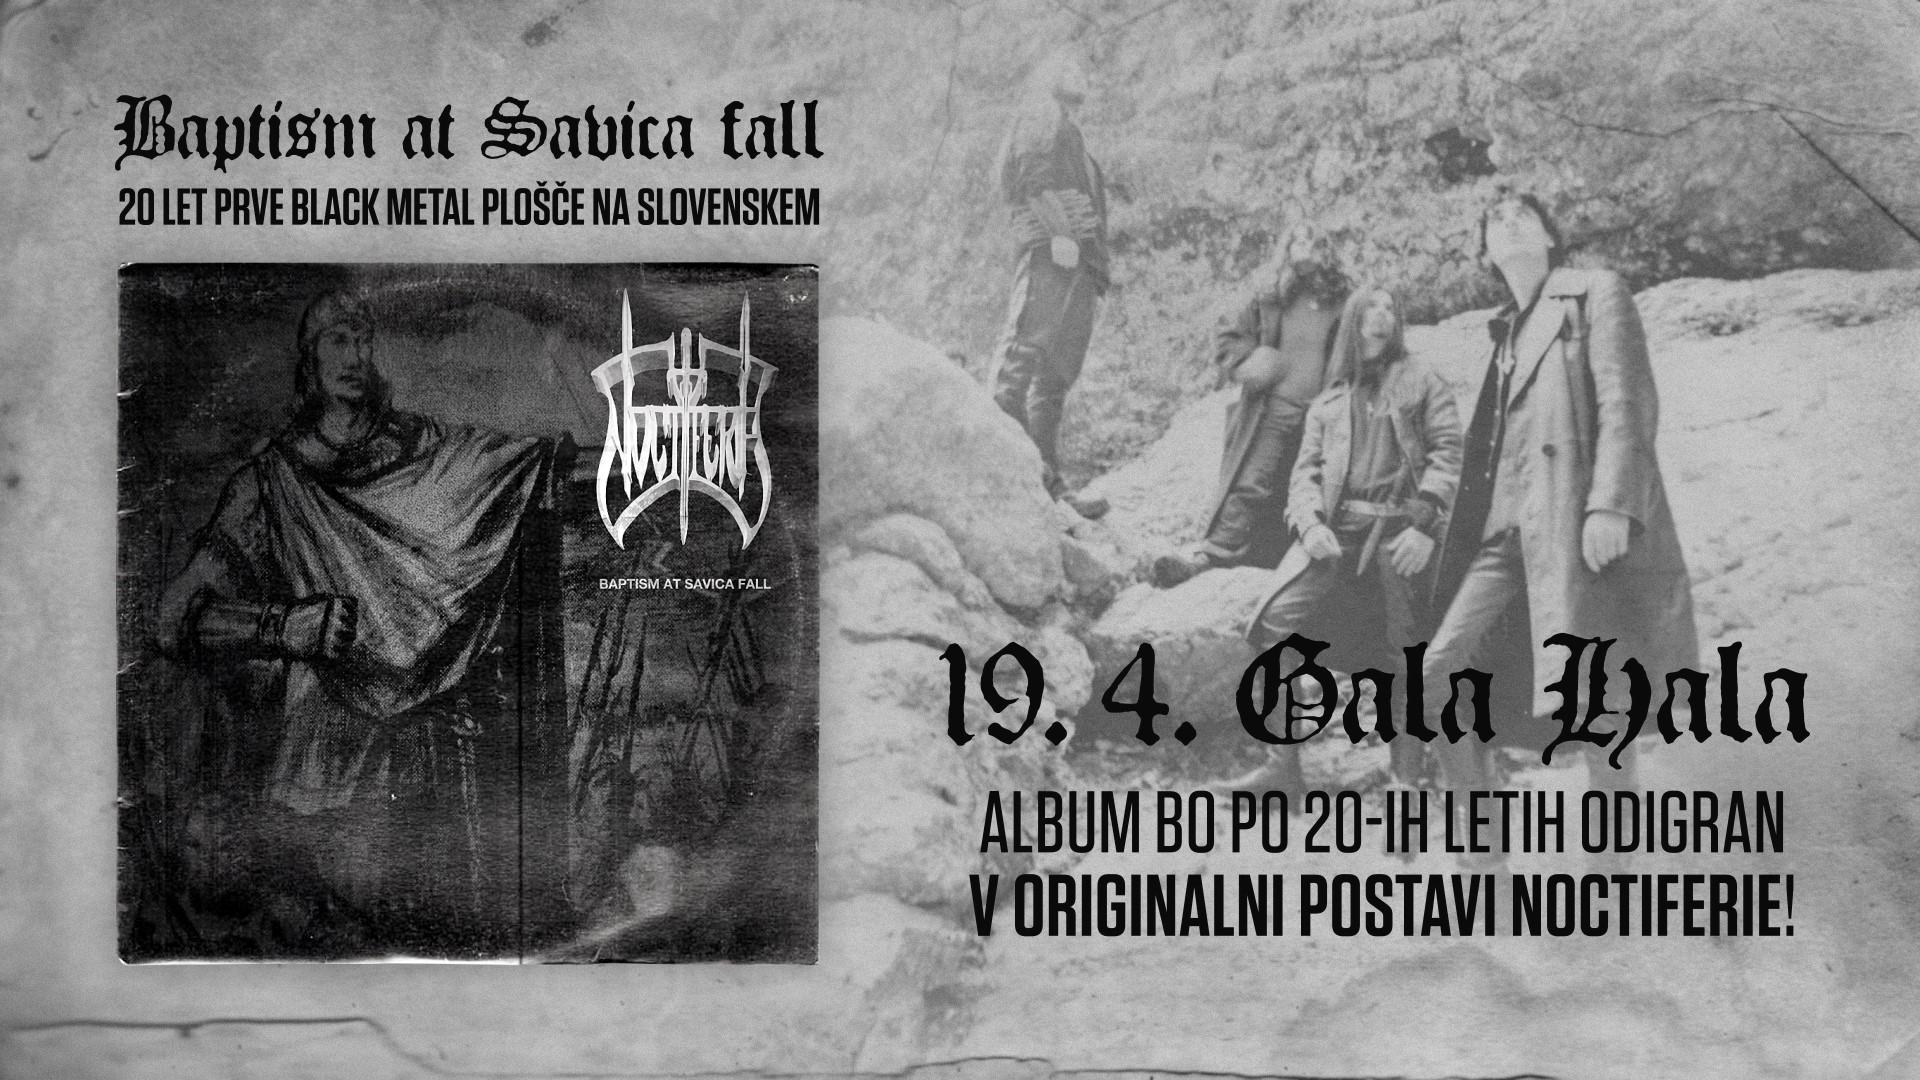 Baptism at Savica fall
20 LET PRVE BLACK METAL PLOŠČE NA SLOVENSKEM
NOCTIFERIA
BAPTISM AT SAVICA FALL
19. 4. Gala Hala
ALBUM BO PO 20-IH LETIH ODIGRAN
V ORIGINALNI POSTAVI NOCTIFERIE!